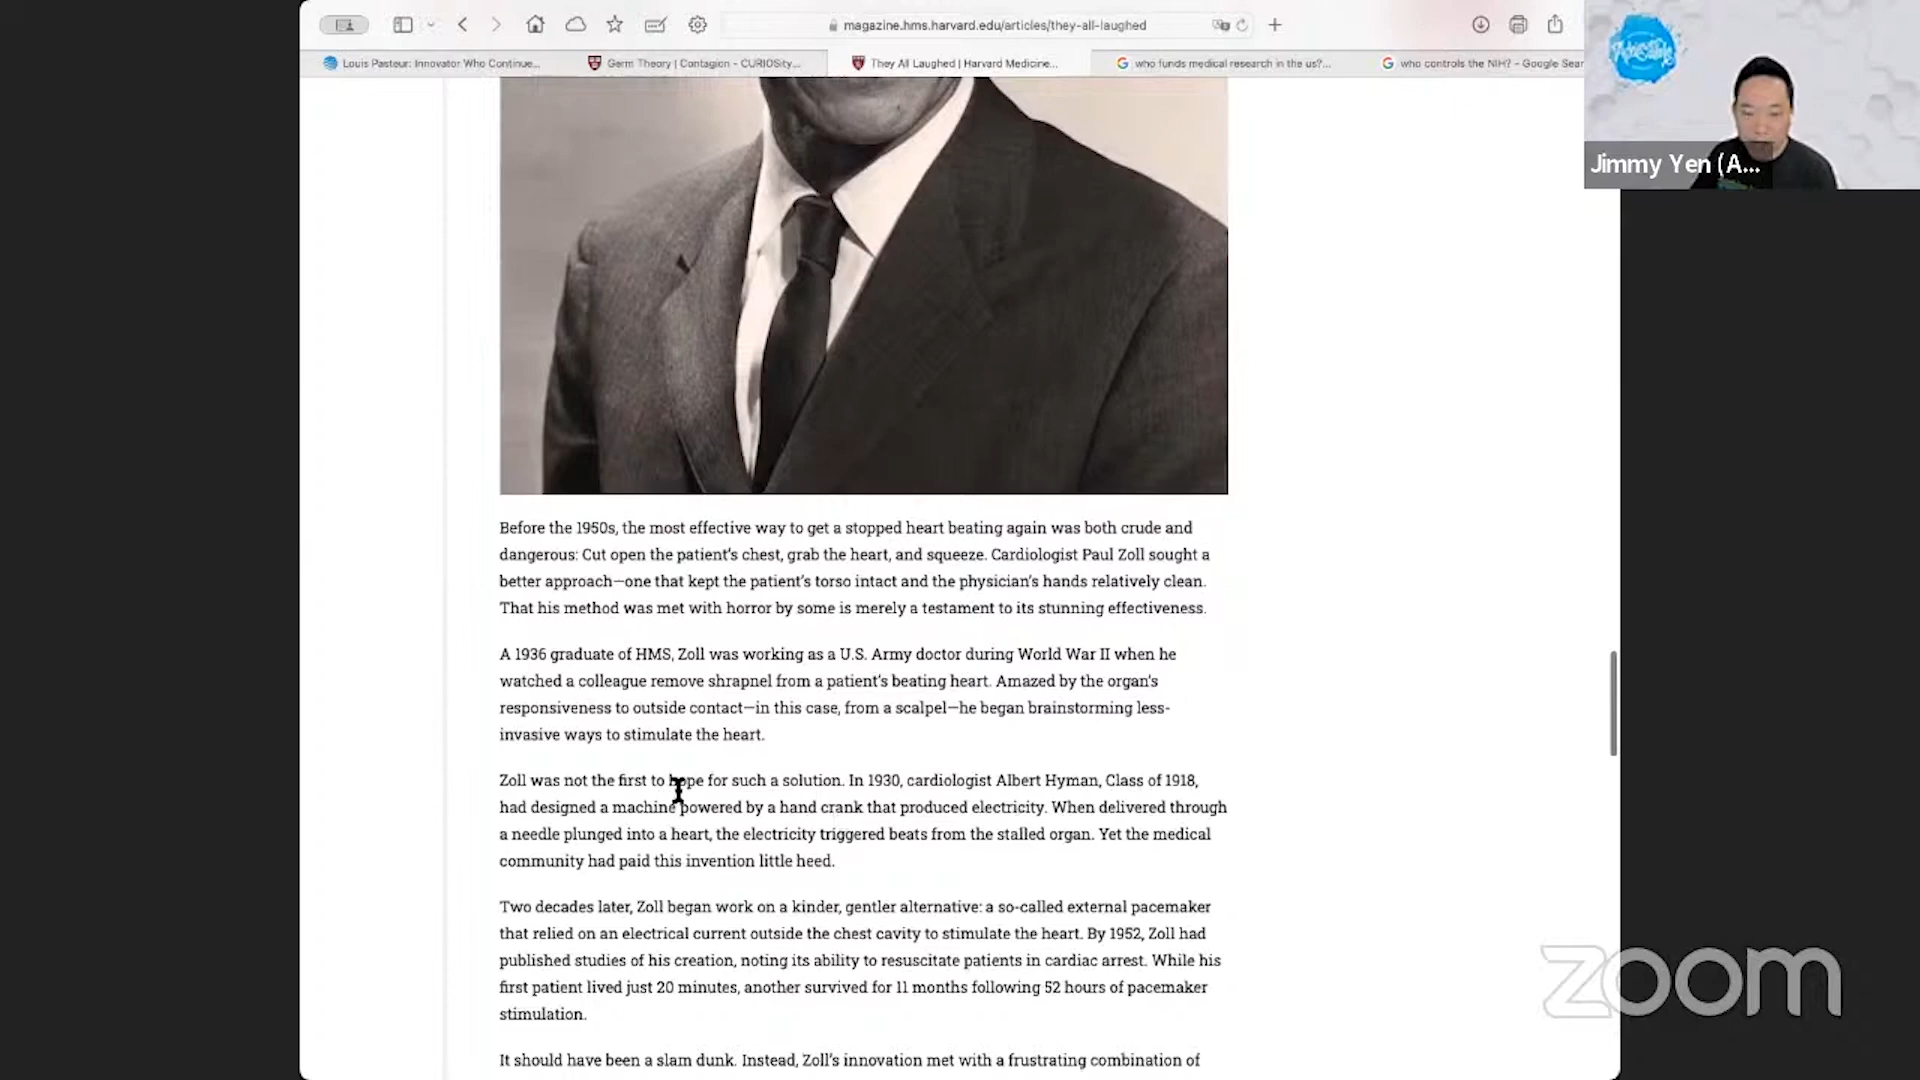 magazine.hms.harvard.edu/articles/they-all-laughed
Louis Pasteur: Innovator Who Continue...
Germ Theory | Contagion - CURIOSity...
They All Laughed | Harvard Medicine...
who funds medical research in the us?...
who controls the NIH? - Google Sear
Jimmy Yen (A...
Before the 1950s, the most effective way to get a stopped heart beating again was both crude and
dangerous: Cut open the patient's chest, grab the heart, and squeeze. Cardiologist Paul Zoll sought a
better approach—one that kept the patient's torso intact and the physician's hands relatively clean.
That his method was met with horror by some is merely a testament to its stunning effectiveness.
A 1936 graduate of HMS, Zoll was working as a U.S. Army doctor during World War II when he
watched a colleague remove shrapnel from a patient's beating heart. Amazed by the organ's
responsiveness to outside contact—in this case, from a scalpel—he began brainstorming less-
invasive ways to stimulate the heart.
Zoll was not the first to hope for such a solution. In 1930, cardiologist Albert Hyman, Class of 1918,
had designed a machine powered by a hand crank that produced electricity. When delivered through
a needle plunged into a heart, the electricity triggered beats from the stalled organ. Yet the medical
community had paid this invention little heed.
Two decades later, Zoll began work on a kinder, gentler alternative: a so-called external pacemaker
that relied on an electrical current outside the chest cavity to stimulate the heart. By 1952, Zoll had
published studies of his creation, noting its ability to resuscitate patients in cardiac arrest. While his
first patient lived just 20 minutes, another survived for 11 months following 52 hours of pacemaker
stimulation.
It should have been a slam dunk. Instead, Zoll's innovation met with a frustrating combination of
zoom